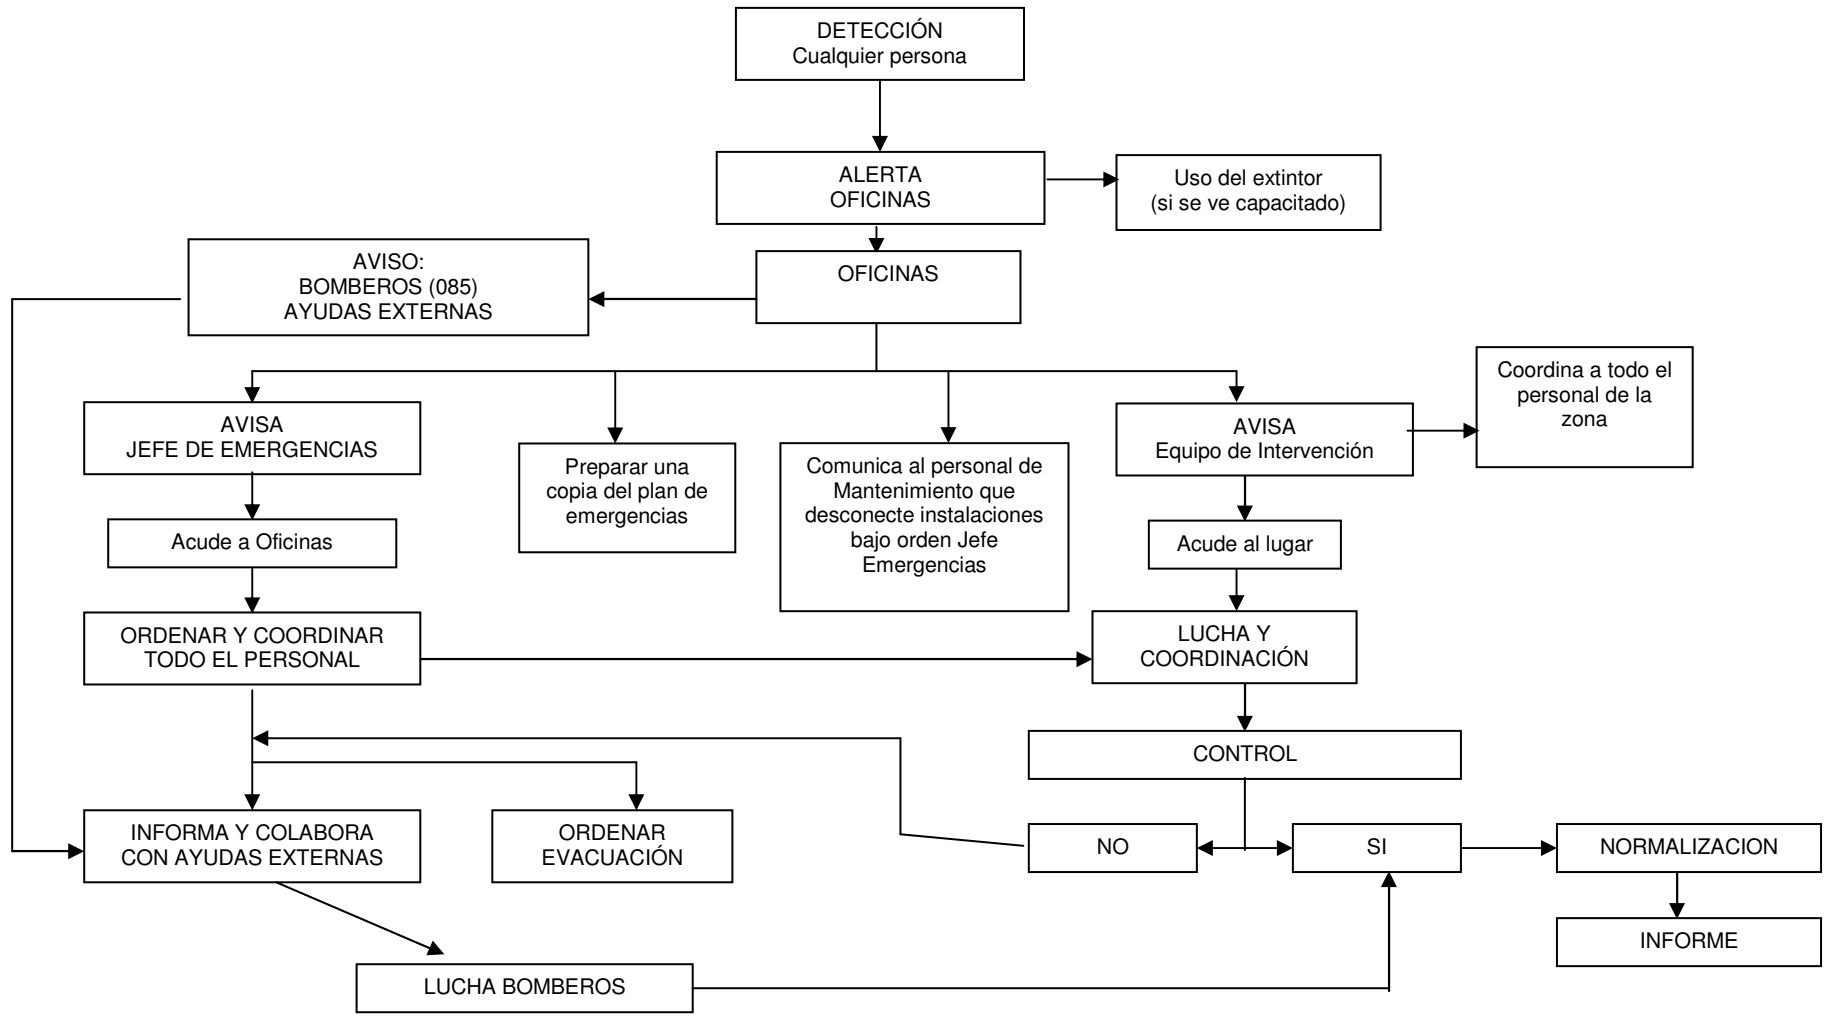 DETECCIÓN
Cualquier persona
ALERTA
OFICINAS
Uso del extintor
(si se ve capacitado)
AVISO:
BOMBEROS (085)
AYUDAS EXTERNAS
OFICINAS
Coordina a todo el
personal de la
zona
AVISA
JEFE DE EMERGENCIAS
Preparar una
copia del plan de
emergencias
Comunica al personal de
Mantenimiento que
desconecte instalaciones
bajo orden Jefe
Emergencias
AVISA
Equipo de Intervención
Acude a Oficinas
Acude al lugar
ORDENAR Y COORDINAR
TODO EL PERSONAL
LUCHA Y
COORDINACIÓN
CONTROL
INFORMA Y COLABORA
CON AYUDAS EXTERNAS
ORDENAR
EVACUACIÓN
NO
SI
NORMALIZACION
INFORME
LUCHA BOMBEROS